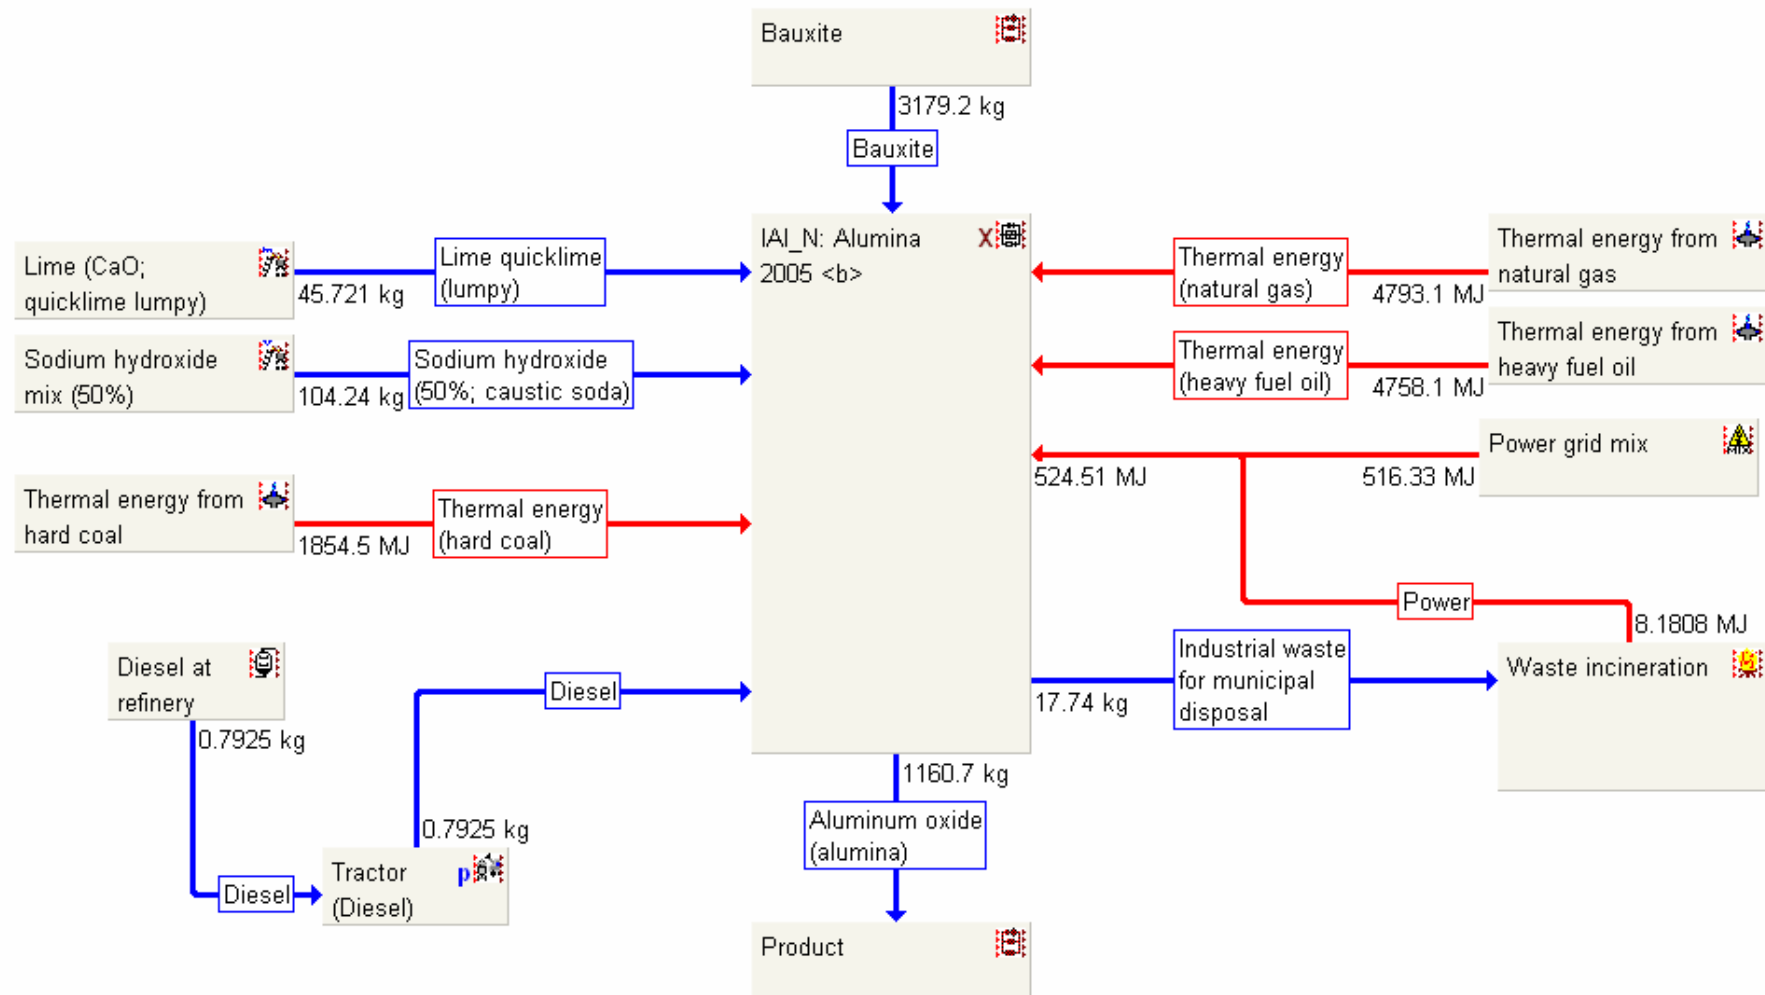 Bauxite
3179.2 kg
Bauxite
IAI_N: Alumina
2005 <b>
X
Lime (CaO;
quicklime lumpy)
45.721 kg
Lime quicklime
(lumpy)
Sodium hydroxide
mix (50%)
104.24 kg
Sodium hydroxide
(50%; caustic soda)
Thermal energy from
hard coal
1854.5 MJ
Thermal energy
(hard coal)
Diesel at
refinery
0.7925 kg
Diesel
Tractor
(Diesel)
p
0.7925 kg
Diesel
Thermal energy
(natural gas)
4793.1 MJ
Thermal energy from
natural gas
Thermal energy
(heavy fuel oil)
4758.1 MJ
Thermal energy from
heavy fuel oil
524.51 MJ
516.33 MJ
Power grid mix
MIX
Power
8.1808 MJ
17.74 kg
Industrial waste
for municipal
disposal
Waste incineration
1160.7 kg
Aluminum oxide
(alumina)
Product